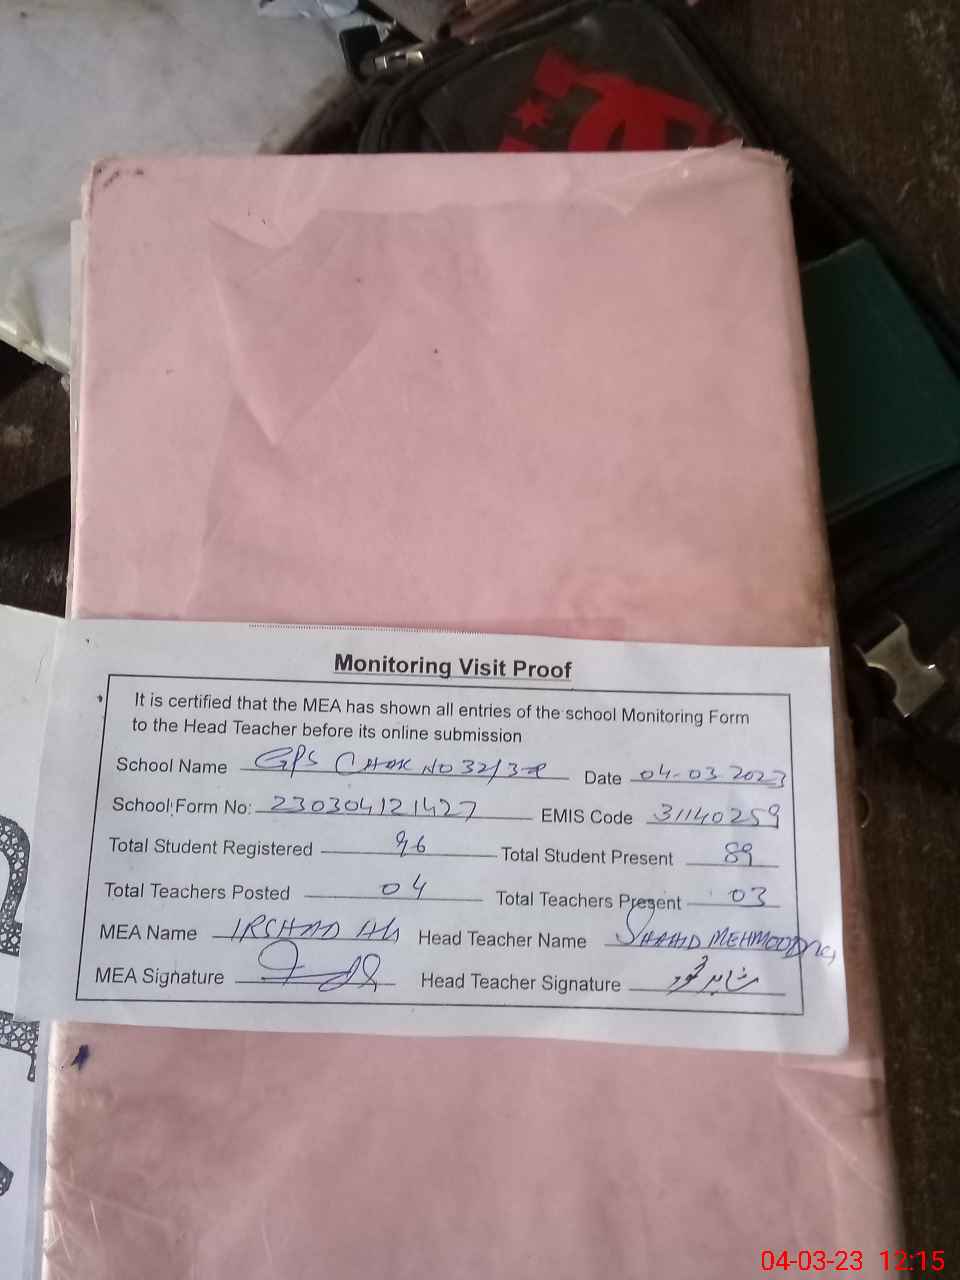 Monitoring Visit Proof
It is certified that the MEA has shown all entries of the school Monitoring Form
to the Head Teacher before its online submission
School Name GPS CHAK NO 32/3R Date 04-03-2023
School Form No: 230304121427 EMIS Code 31140259
Total Student Registered 96 Total Student Present 89
Total Teachers Posted 04 Total Teachers Present 03
MEA Name IRSHAD Ali Head Teacher Name SHAHID MEHMOOD
MEA Signature Head Teacher Signature شاہد محمود
04-03-23 12:15